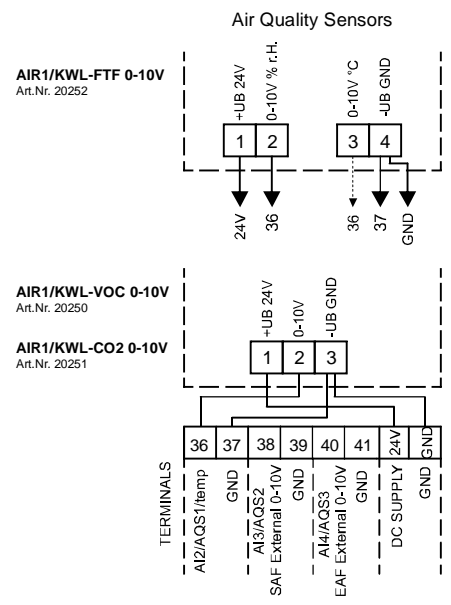 Air Quality Sensors
AIR1/KWL-FTF 0-10V
Art.Nr. 20252
+UB 24V
0-10V % r.H.
0-10V °C
-UB GND
1
2
3
4
24V
36
36
37
GND
AIR1/KWL-VOC 0-10V
Art.Nr. 20250
AIR1/KWL-CO2 0-10V
Art.Nr. 20251
+UB 24V
0-10V
-UB GND
1
2
3
TERMINALS
36
37
38
39
40
41
24V
GND
AI2/AQS1/temp
GND
AI3/AQS2
SAF External 0-10V
GND
AI4/AQS3
EAF External 0-10V
GND
DC SUPPLY
GND